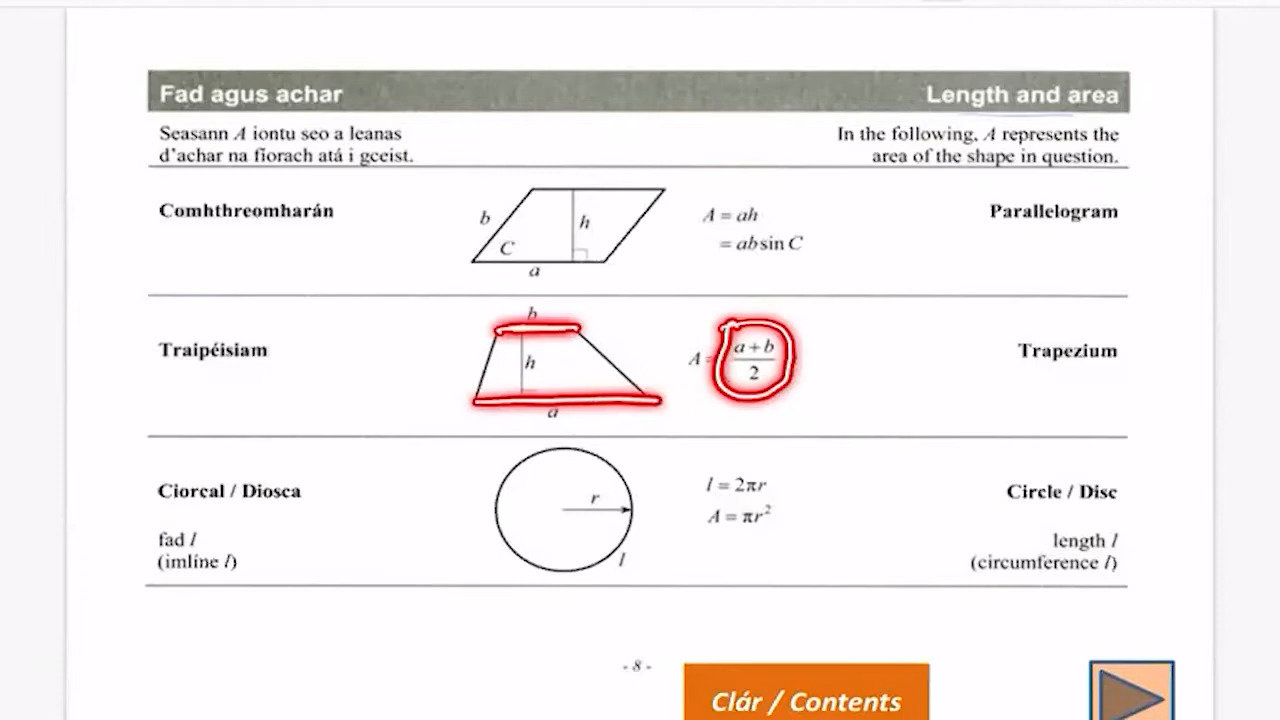 Fad agus achar
Length and area
Seasann A iontu seo a leanas
d'achar na fíorach atá i gceist.
In the following, A represents the
area of the shape in question.
Comhthreomharán
b
h
C
a
A = ah
= ab sin C
Parallelogram
Traipéisiam
b
h
a
A =
a + b
2
Trapezium
Ciorcal / Diosca
fad l
(imlíne l)
r
l
l = 2πr
A = πr²
Circle / Disc
length l
(circumference l)
- 8 -
Clár / Contents